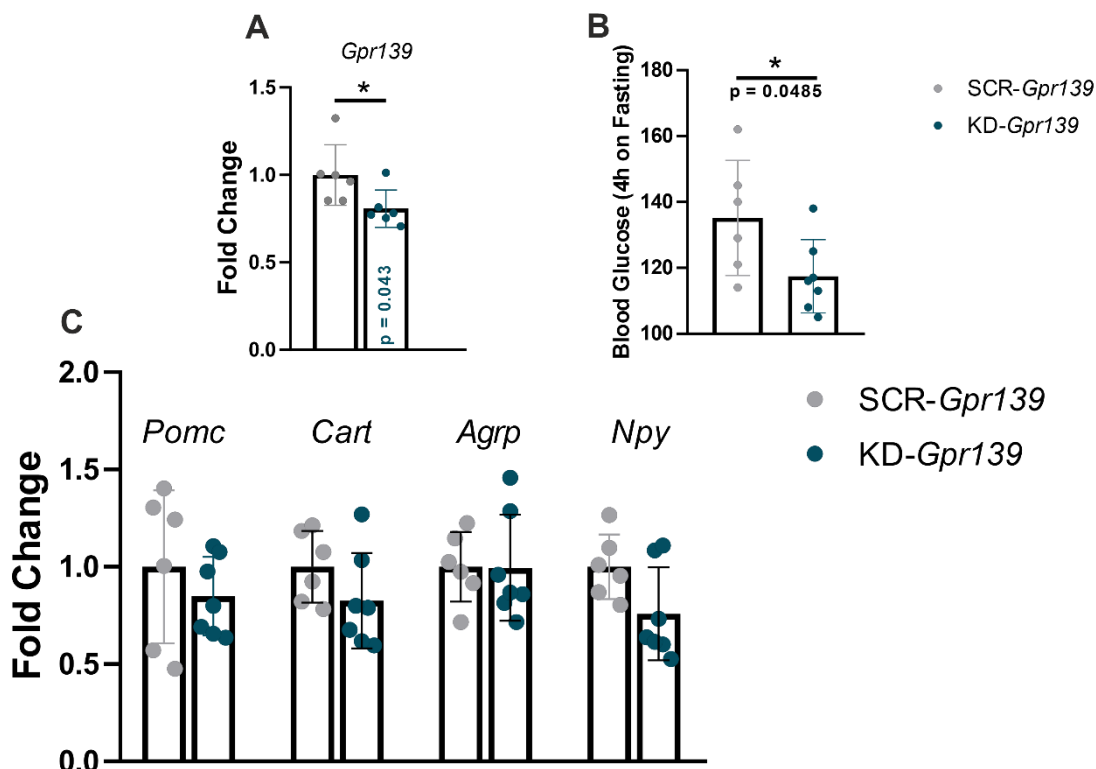 A
Gpr139
*
1.5
1.0
0.5
0.0
Fold Change
p = 0.043
B
*
p = 0.0485
180
160
140
120
100
Blood Glucose (4h on Fasting)
SCR-Gpr139
KD-Gpr139
C
2.0
1.5
1.0
0.5
0.0
Fold Change
Pomc
Cart
Agrp
Npy
SCR-Gpr139
KD-Gpr139